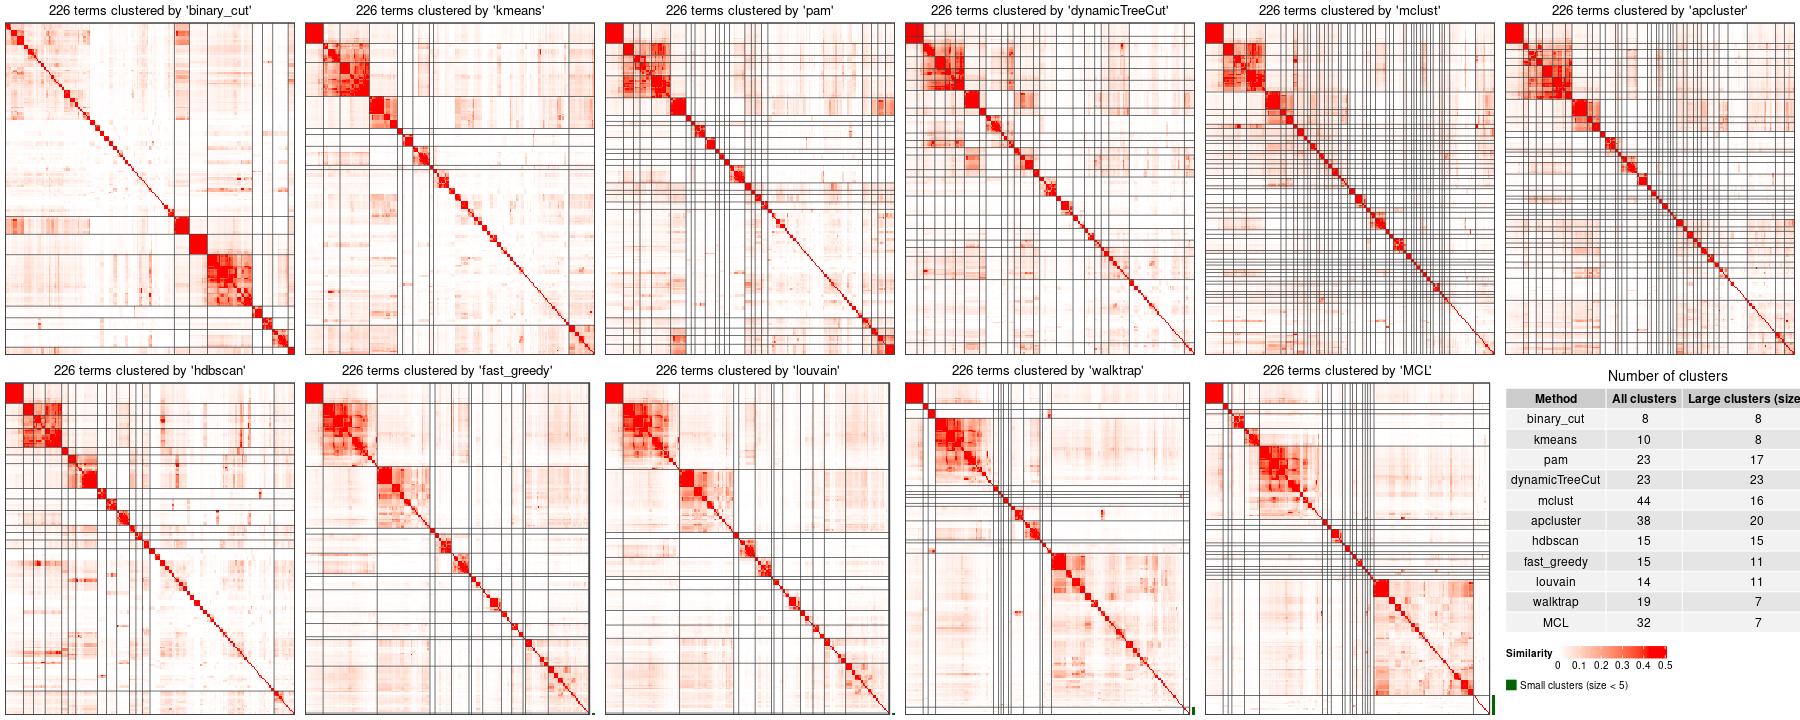 226 terms clustered by 'binary_cut'
226 terms clustered by 'kmeans'
226 terms clustered by 'pam'
226 terms clustered by 'dynamicTreeCut'
226 terms clustered by 'mclust'
226 terms clustered by 'apcluster'
226 terms clustered by 'hdbscan'
226 terms clustered by 'fast_greedy'
226 terms clustered by 'louvain'
226 terms clustered by 'walktrap'
226 terms clustered by 'MCL'
Number of clusters
Method All clusters Large clusters (size
binary_cut 8 8
kmeans 10 8
pam 23 17
dynamicTreeCut 23 23
mclust 44 16
apcluster 38 20
hdbscan 15 15
fast_greedy 15 11
louvain 14 11
walktrap 19 7
MCL 32 7
Similarity
0 0.1 0.2 0.3 0.4 0.5
Small clusters (size < 5)